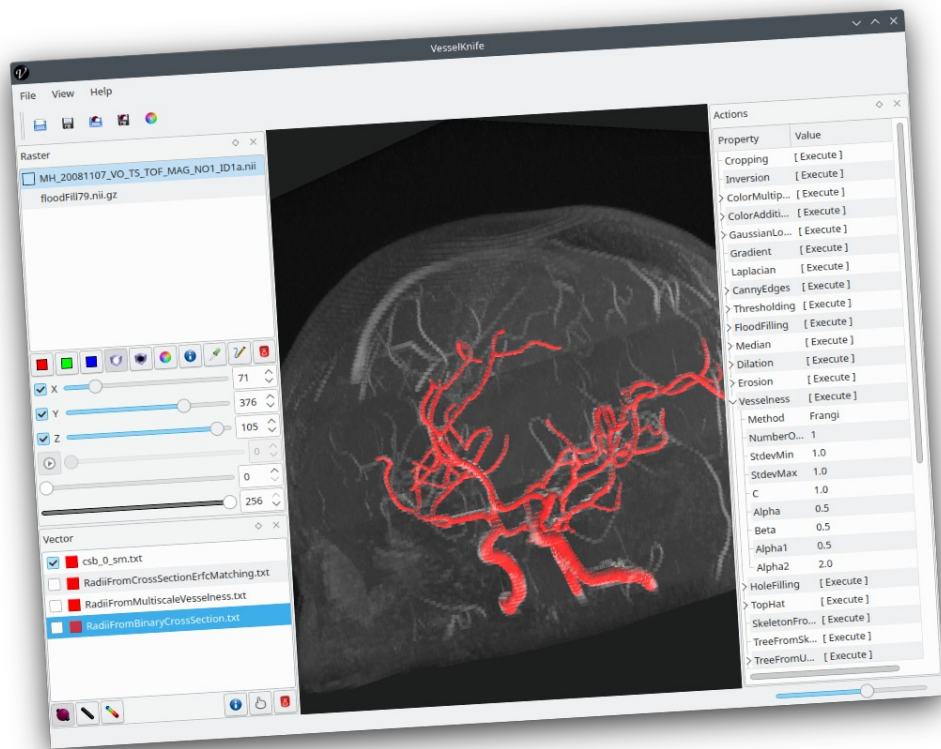 VesselKnife
File View Help
Raster
MH_20081107_VO_TS_TOF_MAG_NO1_ID1a.nii
floodFill79.nii.gz
X 71
Y 376
Z 105
0
0
256
Vector
csb_0_sm.txt
RadiiFromCrossSectionErfcMatching.txt
RadiiFromMultiscaleVesselness.txt
RadiiFromBinaryCrossSection.txt
Actions
Property Value
Cropping [ Execute ]
Inversion [ Execute ]
ColorMultip... [ Execute ]
ColorAdditi... [ Execute ]
GaussianLo... [ Execute ]
Gradient [ Execute ]
Laplacian [ Execute ]
CannyEdges [ Execute ]
Thresholding [ Execute ]
FloodFilling [ Execute ]
Median [ Execute ]
Dilation [ Execute ]
Erosion [ Execute ]
Vesselness [ Execute ]
Method Frangi
NumberO... 1
StdevMin 1.0
StdevMax 1.0
C 1.0
Alpha 0.5
Beta 0.5
Alpha1 0.5
Alpha2 2.0
HoleFilling [ Execute ]
TopHat [ Execute ]
SkeletonFro... [ Execute ]
TreeFromSk... [ Execute ]
TreeFromU... [ Execute ]